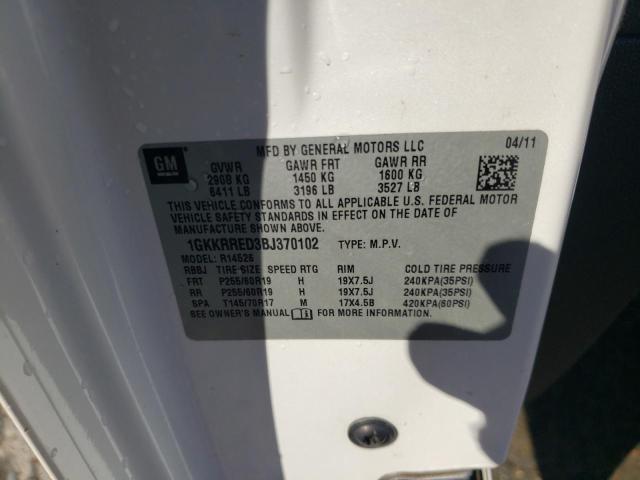 MFD BY GENERAL MOTORS LLC 04/11
GM
GVWR GAWR FRT GAWR RR
2908 KG 1450 KG 1600 KG
6411 LB 3196 LB 3527 LB
THIS VEHICLE CONFORMS TO ALL APPLICABLE U.S. FEDERAL MOTOR
VEHICLE SAFETY STANDARDS IN EFFECT ON THE DATE OF
MANUFACTURE SHOWN ABOVE.
1GKKRRED3BJ370102 TYPE: M.P.V.
MODEL: R14526
RBBJ TIRE SIZE SPEED RTG RIM COLD TIRE PRESSURE
FRT P255/60R19 H 19X7.5J 240KPA(35PSI)
RR P255/60R19 H 19X7.5J 240KPA(35PSI)
SPA T145/70R17 M 17X4.5B 420KPA(60PSI)
SEE OWNER'S MANUAL FOR MORE INFORMATION.